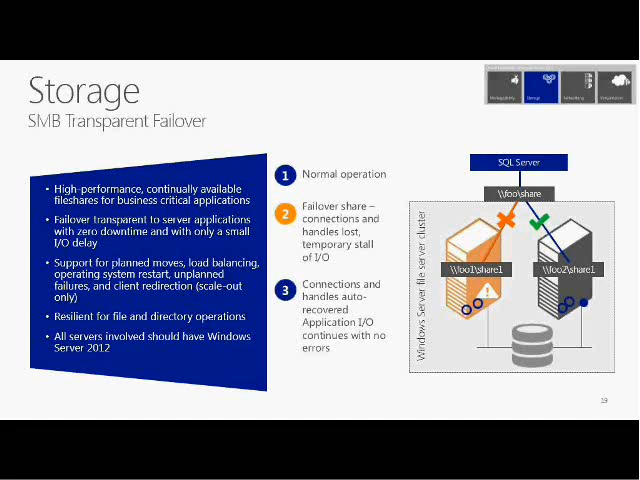 Storage
SMB Transparent Failover
Storage
• High-performance, continually available
fileshares for business critical applications
• Failover transparent to server applications
with zero downtime and with only a small
I/O delay
• Support for planned moves, load balancing,
operating system restart, unplanned
failures, and client redirection (scale-out
only)
• Resilient for file and directory operations
• All servers involved should have Windows
Server 2012
1 Normal operation
2 Failover share –
connections and
handles lost,
temporary stall
of I/O
3 Connections and
handles auto-
recovered
Application I/O
continues with no
errors
SQL Server
\\foo\share
Windows Server file server cluster
\\foo1\share1
\\foo2\share1
19